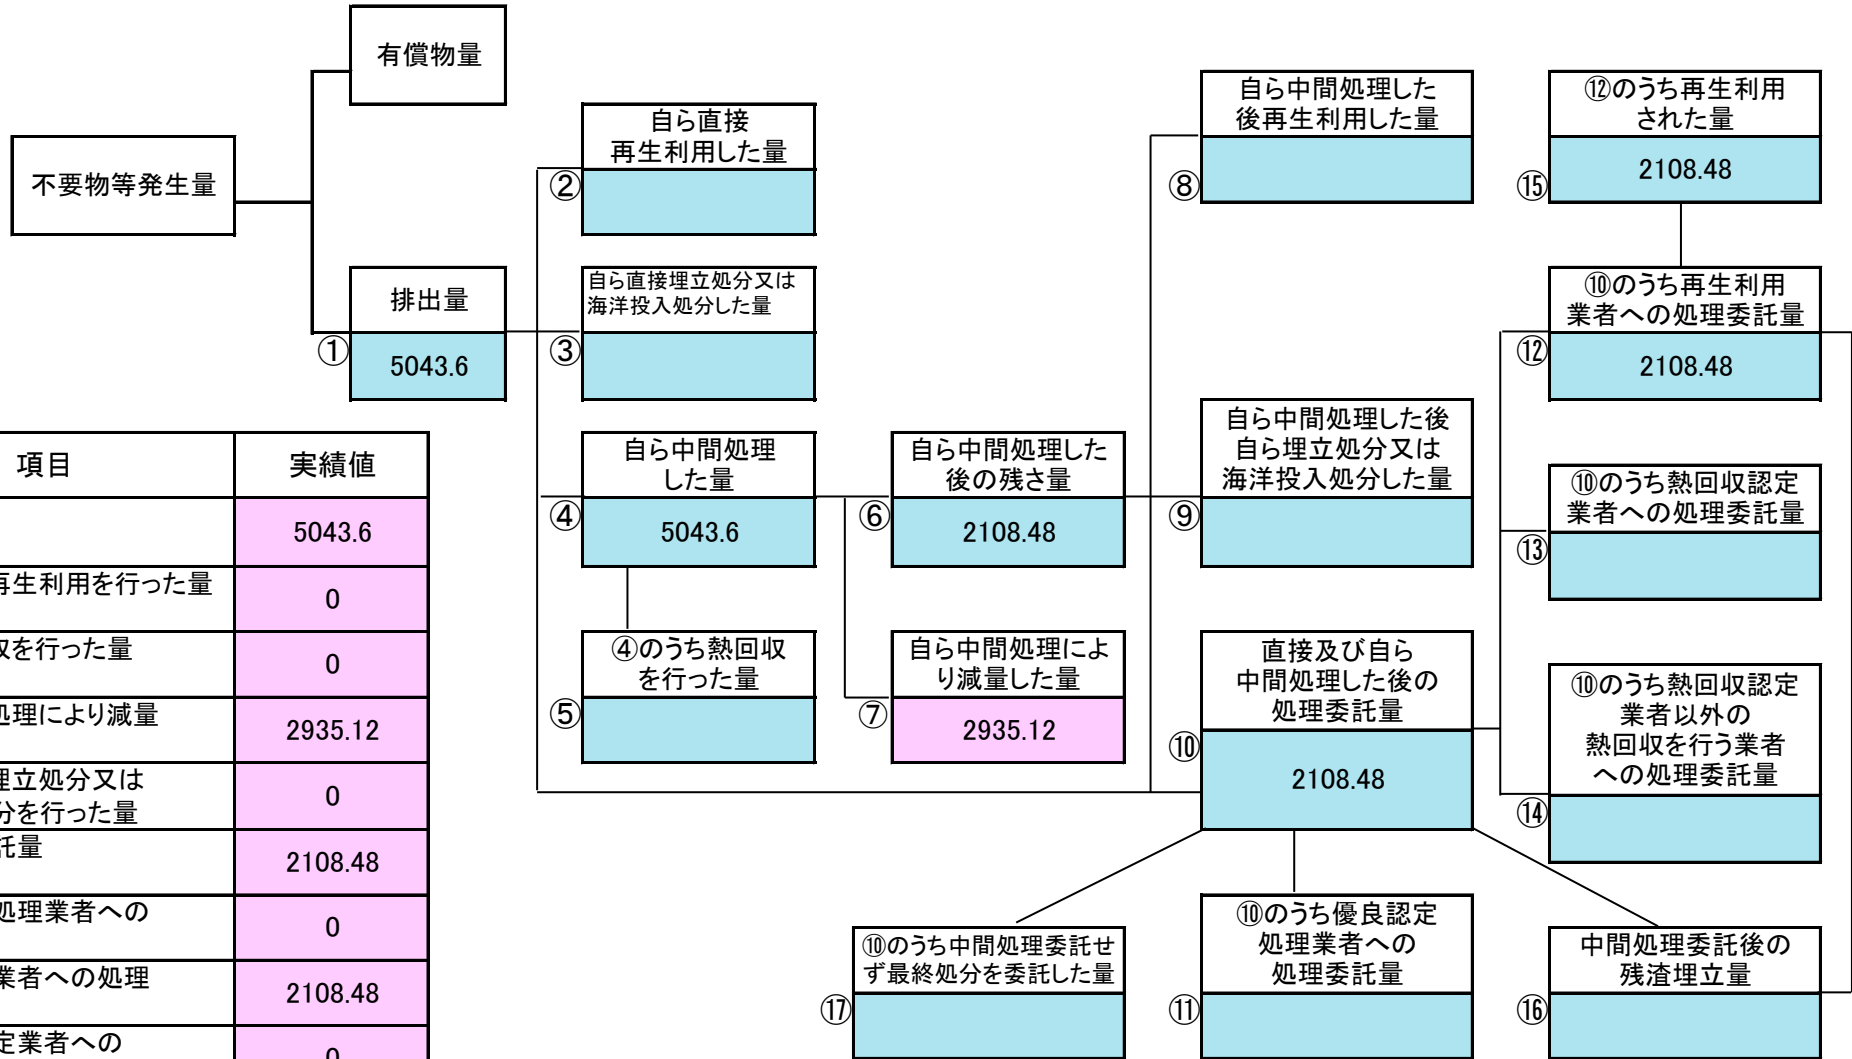 有償物量
不要物等発生量
排出量
①
5043.6
自ら直接
再生利用した量
②
自ら直接埋立処分又は
海洋投入処分した量
③
自ら中間処理
した量
④
5043.6
④のうち熱回収
を行った量
⑤
自ら中間処理した
後の残さ量
⑥
2108.48
自ら中間処理によ
り減量した量
⑦
2935.12
自ら中間処理した
後再生利用した量
⑧
自ら中間処理した後
自ら埋立処分又は
海洋投入処分した量
⑨
直接及び自ら
中間処理した後の
処理委託量
⑩
2108.48
⑩のうち優良認定
処理業者への
処理委託量
⑪
⑫のうち再生利用
された量
⑮
2108.48
⑩のうち再生利用
業者への処理委託量
⑫
2108.48
⑩のうち熱回収認定
業者への処理委託量
⑬
⑩のうち熱回収認定
業者以外の
熱回収を行う業者
への処理委託量
⑭
中間処理委託後の
残渣埋立量
⑯
⑩のうち中間処理委託せ
ず最終処分を委託した量
⑰
項目
実績値
5043.6
再生利用を行った量
0
収を行った量
0
処理により減量
2935.12
埋立処分又は
分を行った量
0
託量
2108.48
処理業者への
0
業者への処理
2108.48
定業者への
0